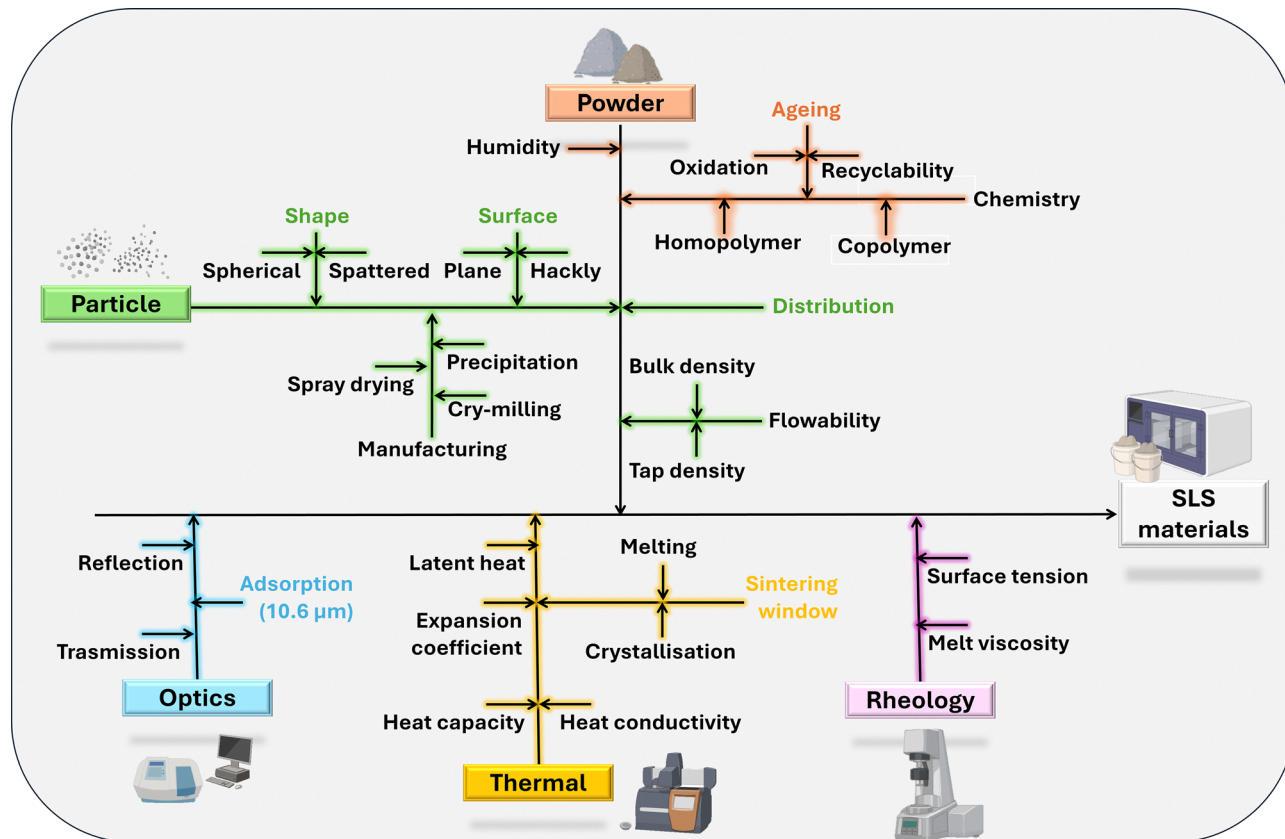 Powder
Ageing
Humidity
Oxidation
Recyclability
Chemistry
Homopolymer
Copolymer
Shape
Surface
Spherical
Spattered
Plane
Hackly
Particle
Distribution
Precipitation
Spray drying
Cry-milling
Manufacturing
Bulk density
Flowability
Tap density
SLS
materials
Reflection
Adsorption
(10.6 µm)
Trasmission
Optics
Latent heat
Melting
Expansion
coefficient
Sintering
window
Crystallisation
Heat capacity
Heat conductivity
Thermal
Surface tension
Melt viscosity
Rheology